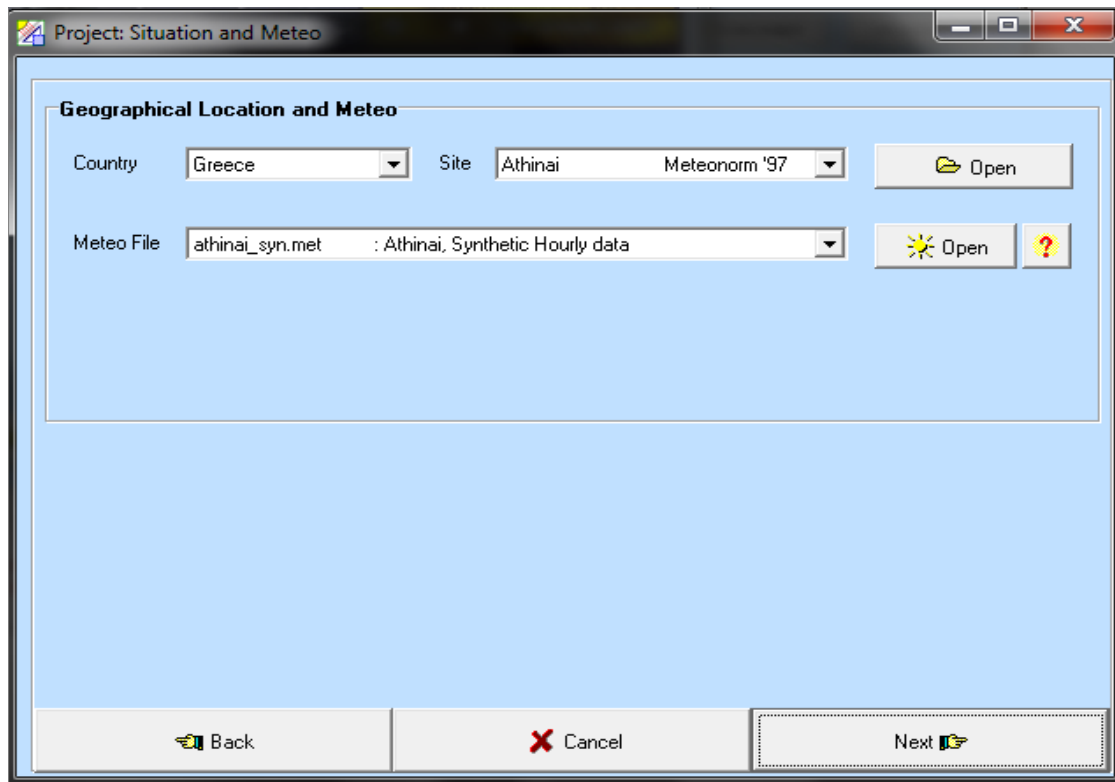 Project: Situation and Meteo
Geographical Location and Meteo
Country Greece Site Athinai Meteonorm '97 Open
Meteo File athinai_syn.met : Athinai, Synthetic Hourly data Open ?
Back Cancel Next